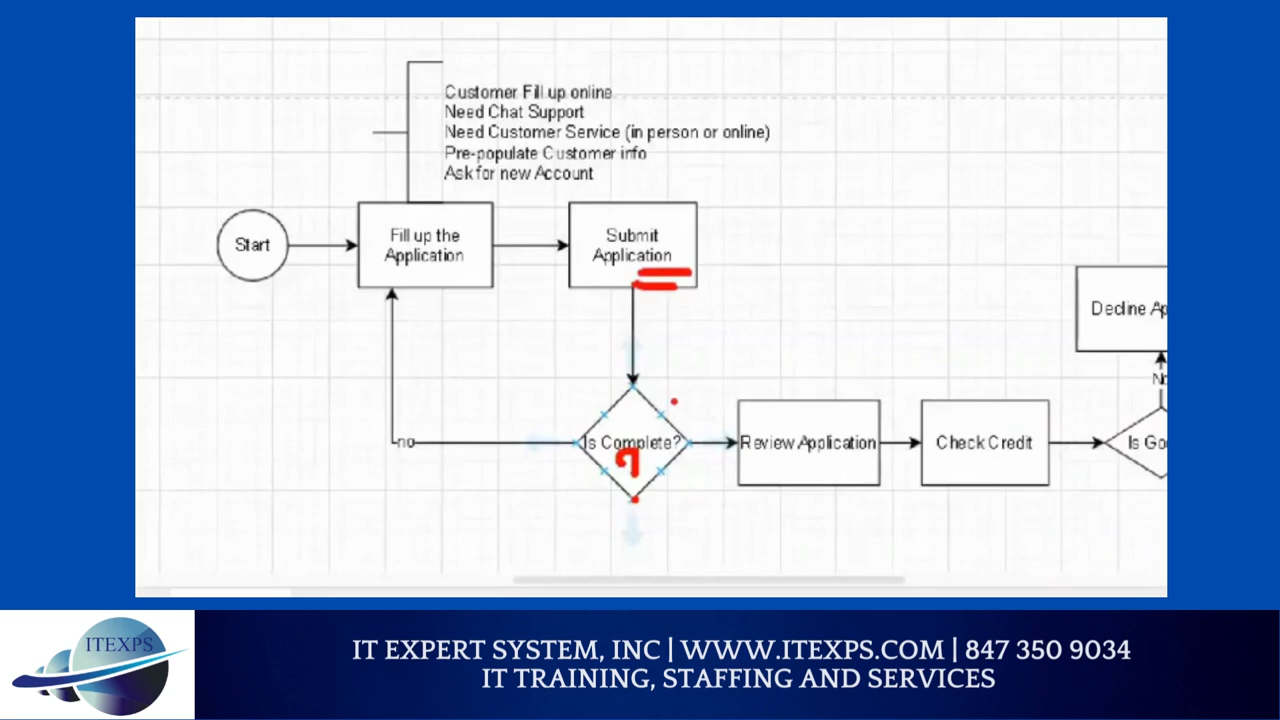 Customer Fill up online
Need Chat Support
Need Customer Service (in person or online)
Pre-populate Customer info
Ask for new Account
Start
Fill up the
Application
Submit
Application
Decline
No
no
Is Complete?
Review Application
Check Credit
Is
ITEXPS
IT EXPERT SYSTEM, INC | WWW.ITEXPS.COM | 847 350 9034
IT TRAINING, STAFFING AND SERVICES